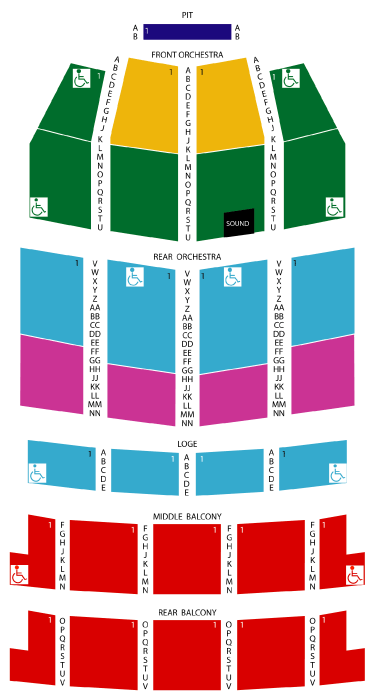 PIT
A 1 A
B B
FRONT ORCHESTRA
1 1 1 1
A A A
B B B
C C C
D D D
E E E
F F F
G G G
H H H
J J J
K K K
L L L
M M M
N N N
O O O
P P P
Q Q Q
R R R
S S S
T T T
U U U
SOUND
REAR ORCHESTRA
1 1 1 1
V V V
W W W
X X X
Y Y Y
Z Z Z
AA AA AA
BB BB BB
CC CC CC
DD DD DD
EE EE EE
FF FF FF
GG GG GG
HH HH HH
JJ JJ JJ
KK KK KK
LL LL LL
MM MM MM
NN NN NN
LOGE
1 1 1 1
A A A
B B B
C C C
D D D
E E E
MIDDLE BALCONY
1 1 1 1 1
F F F F
G G G G
H H H H
J J J J
K K K K
L L L L
M M M M
N N N N
REAR BALCONY
1 1 1 1 1
O O O O
P P P P
Q Q Q Q
R R R R
S S S S
T T T T
U U U U
V V V V